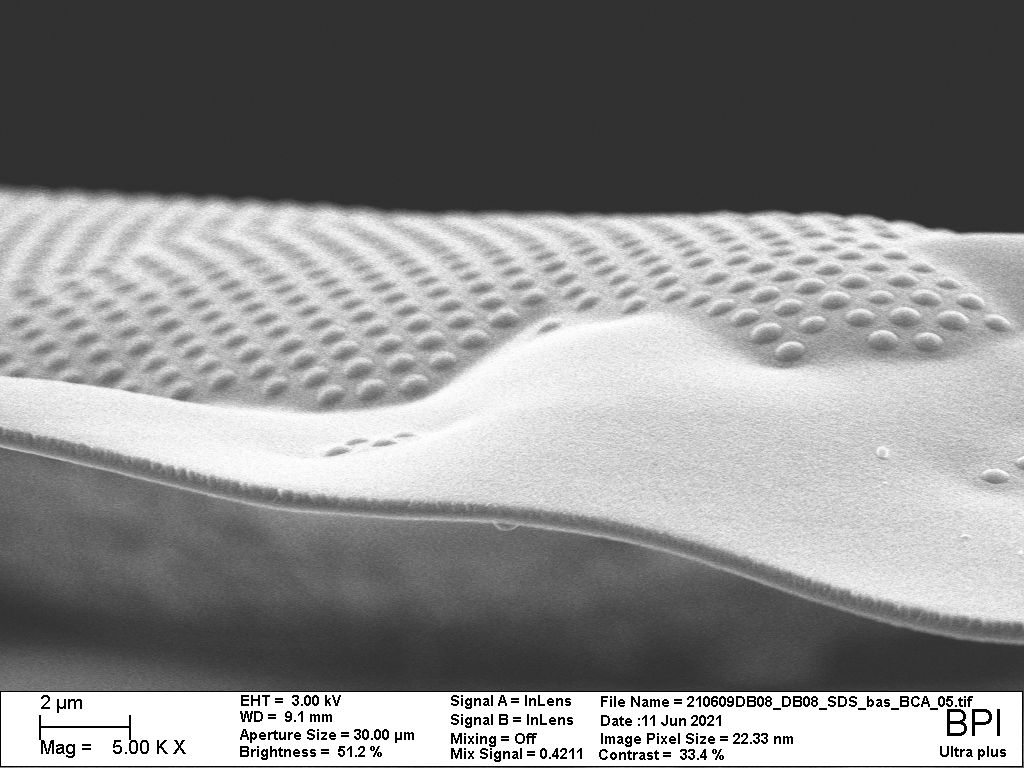 2 µm
Mag = 5.00 K X
EHT = 3.00 kV
WD = 9.1 mm
Aperture Size = 30.00 µm
Brightness = 51.2 %
Signal A = InLens
Signal B = InLens
Mixing = Off
Mix Signal = 0.4211
File Name = 210609DB08_DB08_SDS_bas_BCA_05.tif
Date :11 Jun 2021
Image Pixel Size = 22.33 nm
Contrast = 33.4 %
BPI
Ultra plus